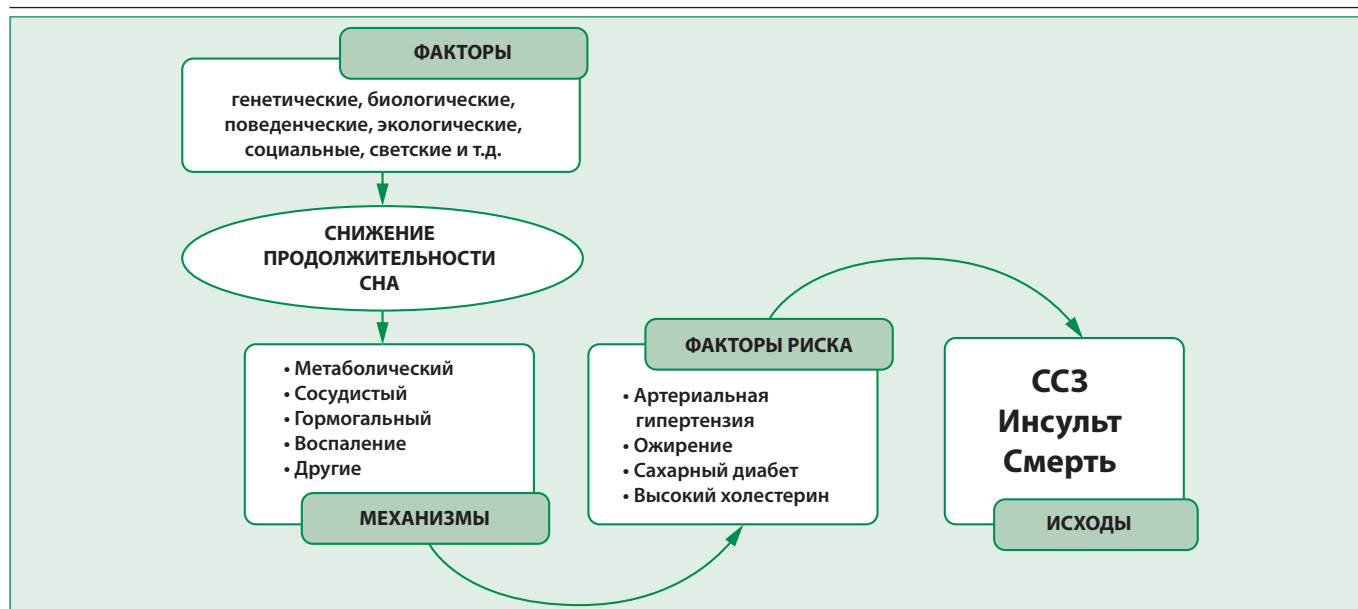 ФАКТОРЫ
генетические, биологические,
поведенческие, экологические,
социальные, светские и т.д.
СНИЖЕНИЕ
ПРОДОЛЖИТЕЛЬНОСТИ
СНА
• Метаболический
• Сосудистый
• Гормогальный
• Воспаление
• Другие
МЕХАНИЗМЫ
ФАКТОРЫ РИСКА
• Артериальная
гипертензия
• Ожирение
• Сахарный диабет
• Высокий холестерин
ССЗ
Инсульт
Смерть
ИСХОДЫ